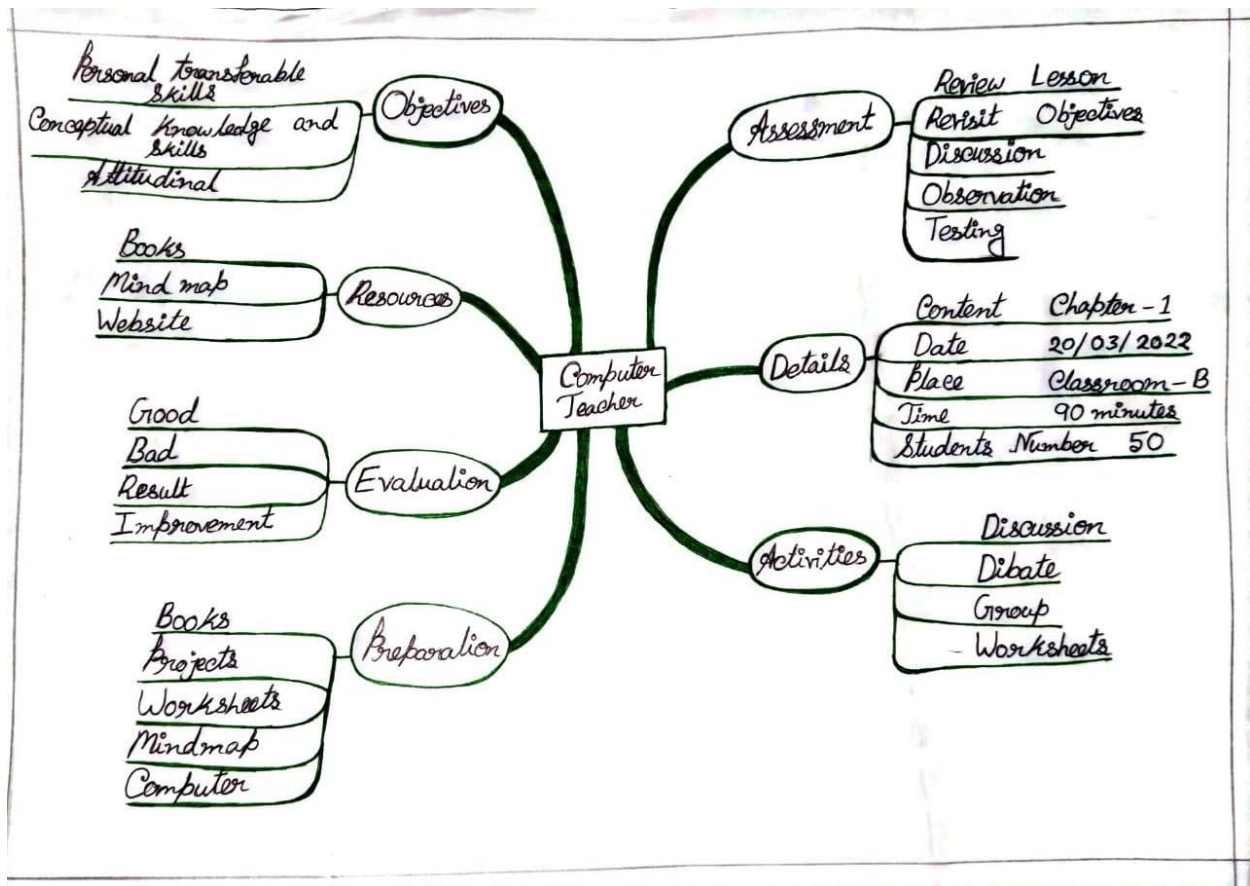 Personal transferable
skills
Conceptual Knowledge and
skills
Attitudinal
Objectives
Books
Mind map
Website
Resources
Good
Bad
Result
Improvement
Evaluation
Books
Projects
Worksheets
Mindmap
Computer
Preparation
Computer
Teacher
Assessment
Review Lesson
Revisit Objectives
Discussion
Observation
Testing
Details
Content Chapter-1
Date 20/03/2022
Place Classroom-B
Time 90 minutes
Students Number 50
Activities
Discussion
Dibate
Group
Worksheets